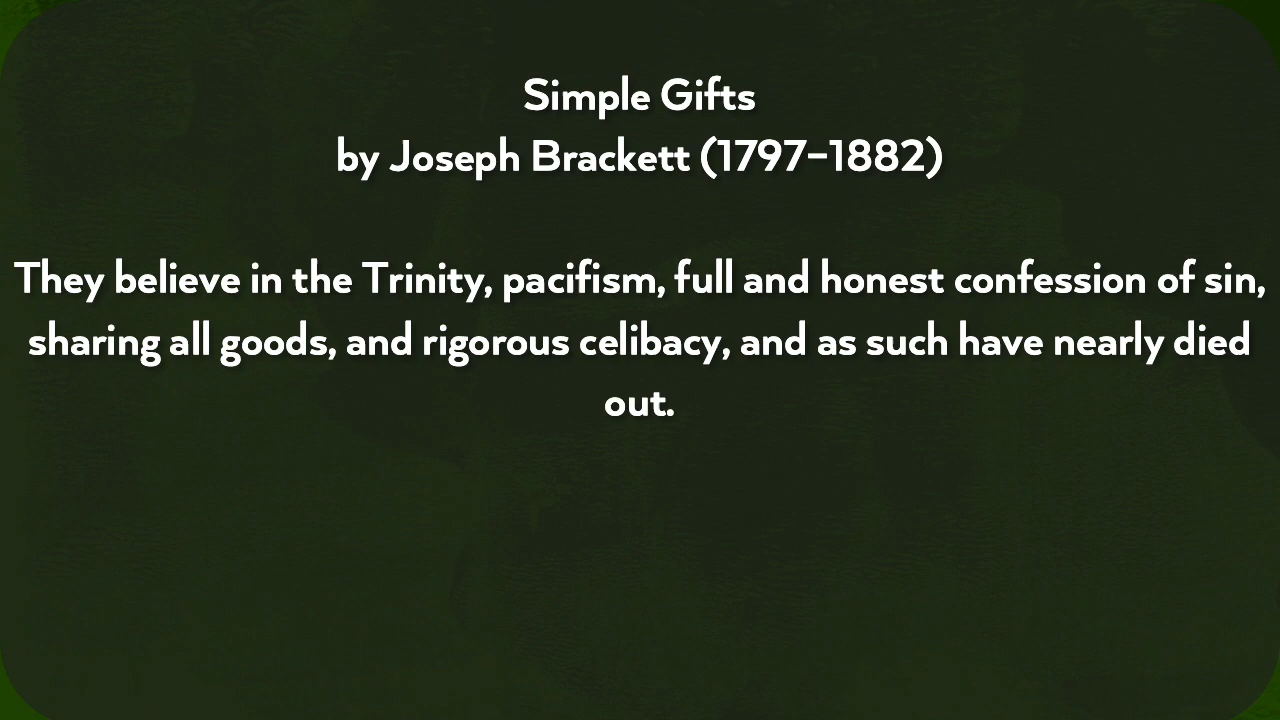 Simple Gifts
by Joseph Brackett (1797–1882)
They believe in the Trinity, pacifism, full and honest confession of sin,
sharing all goods, and rigorous celibacy, and as such have nearly died
out.